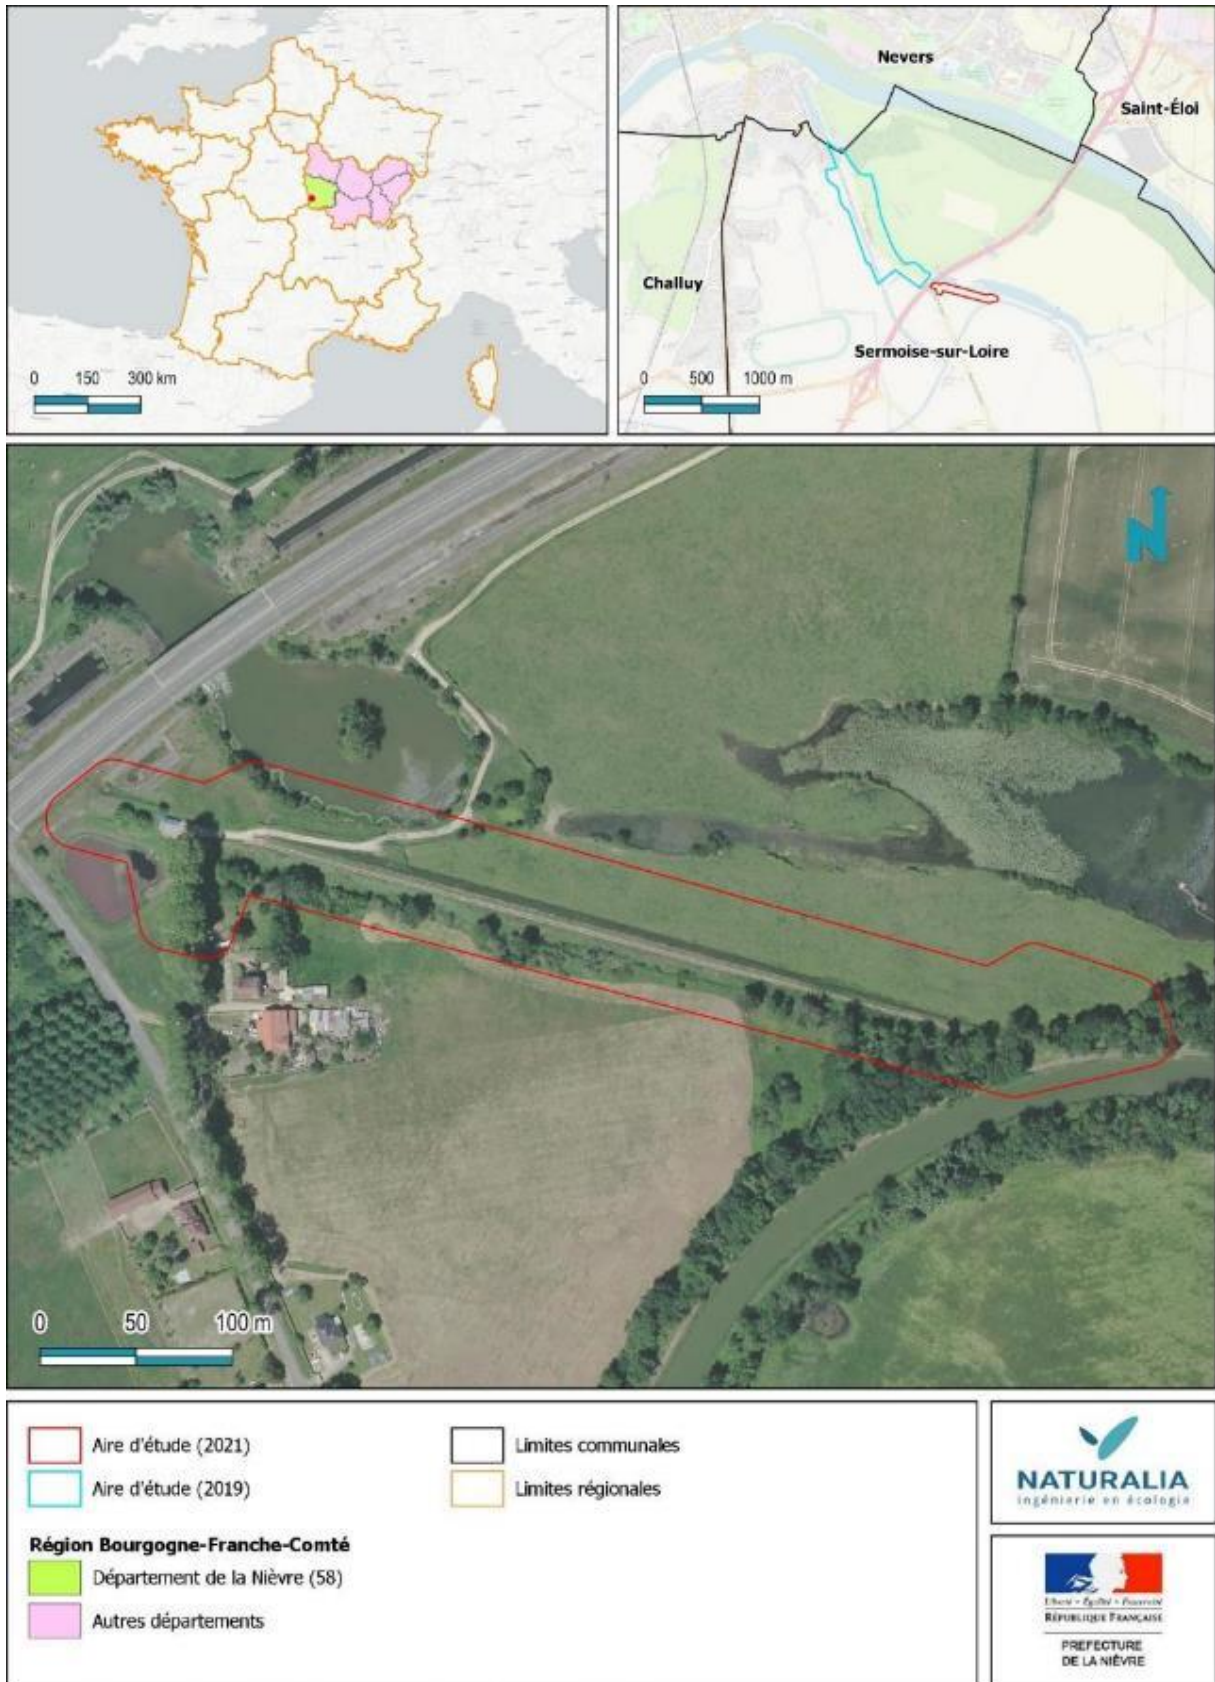 0 150 300 km
Nevers
Saint-Éloi
Challuy
Sermoise-sur-Loire
0 500 1000 m
N
0 50 100 m
Aire d'étude (2021)
Limites communales
Aire d'étude (2019)
Limites régionales
Région Bourgogne-Franche-Comté
Département de la Nièvre (58)
Autres départements
NATURALIA
ingénierie en écologie
Liberté • Égalité • Fraternité
RÉPUBLIQUE FRANÇAISE
PREFECTURE
DE LA NIÈVRE